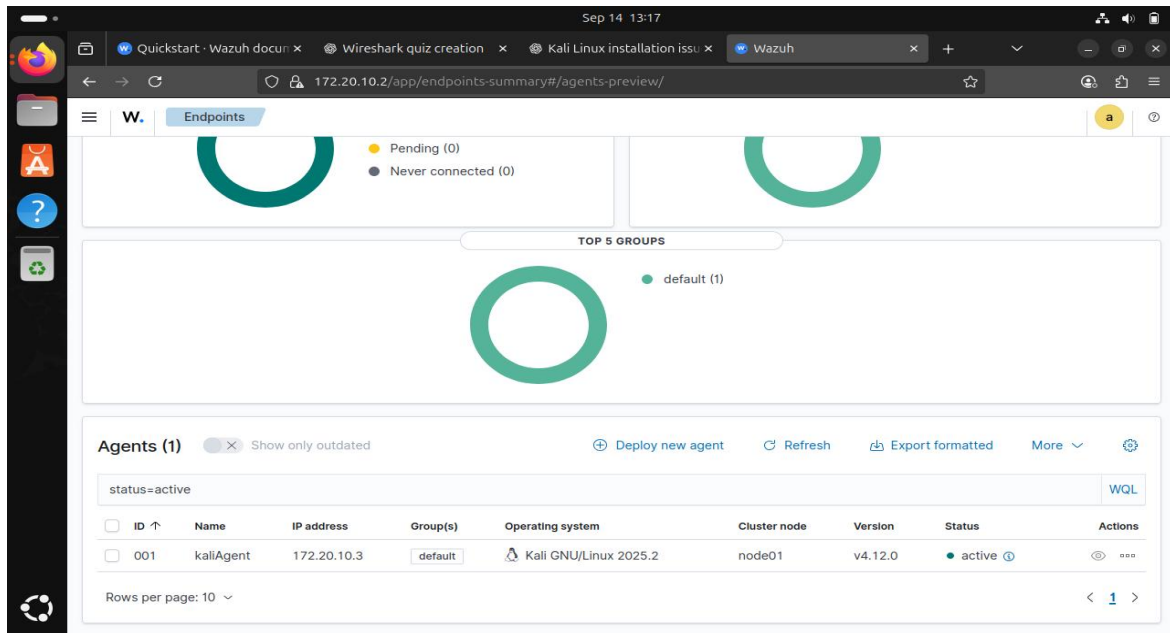 Sep 14 13:17
Quickstart · Wazuh docun
Wireshark quiz creation
Kali Linux installation issu
Wazuh
172.20.10.2/app/endpoints-summary#/agents-preview/
W. Endpoints a
Pending (0)
Never connected (0)
TOP 5 GROUPS
default (1)
Agents (1) Show only outdated Deploy new agent Refresh Export formatted More
status=active WQL
ID Name IP address Group(s) Operating system Cluster node Version Status Actions
001 kaliAgent 172.20.10.3 default Kali GNU/Linux 2025.2 node01 v4.12.0 active
Rows per page: 10 1